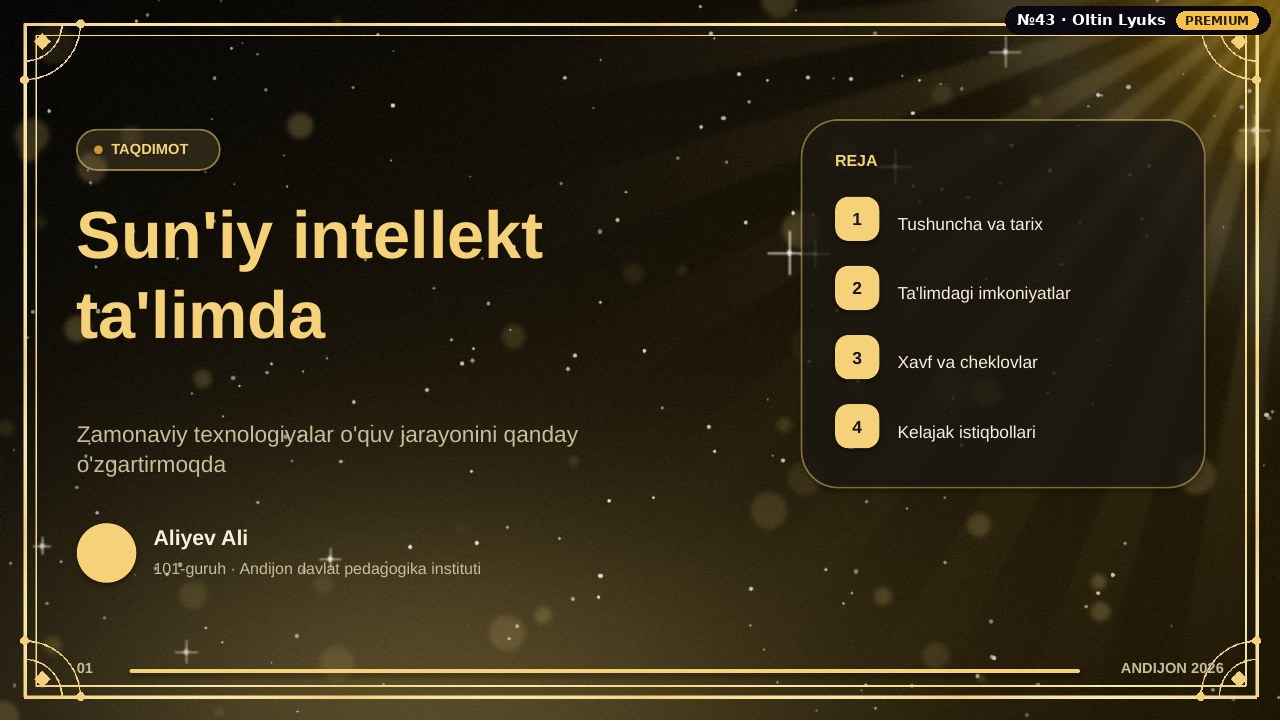 №43 · Oltin Lyuks PREMIUM
TAQDIMOT
Sun'iy intellekt
ta'limda
Zamonaviy texnologiyalar o'quv jarayonini qanday
o'zgartirmoqda
Aliyev Ali
101-guruh · Andijon davlat pedagogika instituti
REJA
1 Tushuncha va tarix
2 Ta'limdagi imkoniyatlar
3 Xavf va cheklovlar
4 Kelajak istiqbollari
01
ANDIJON 2026